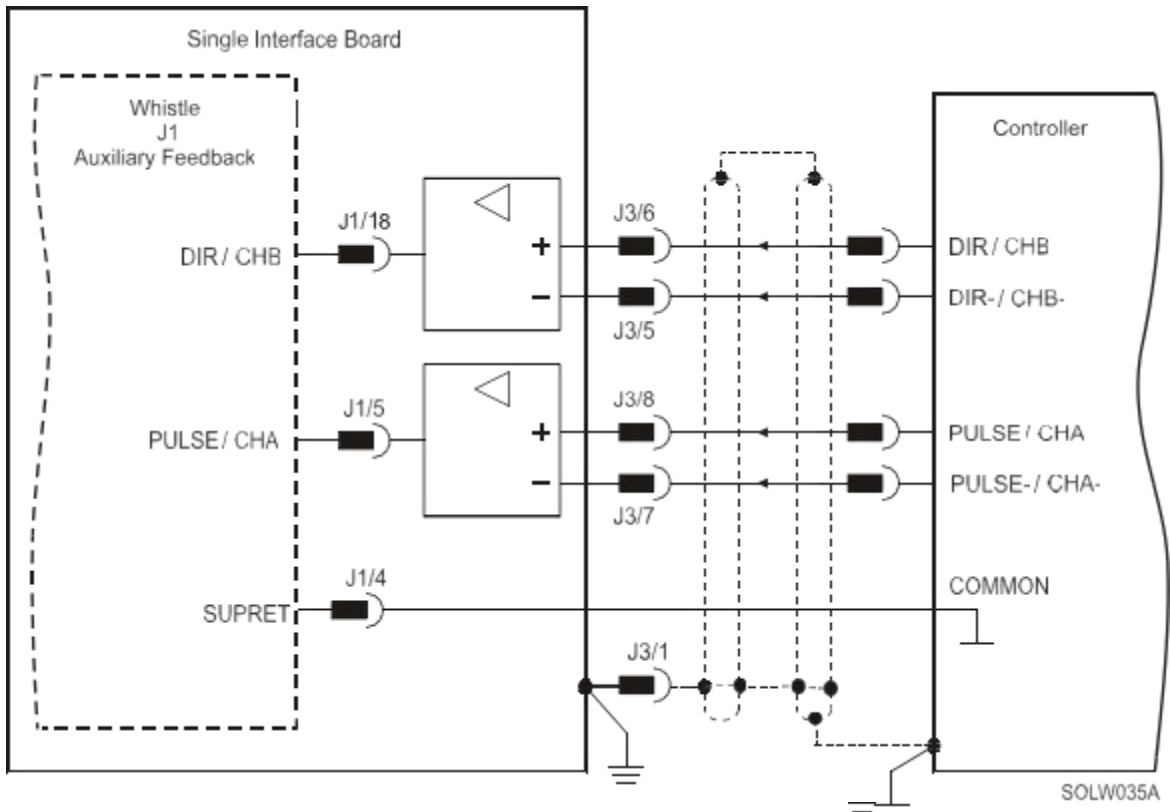 Single Interface Board
Whistle
J1
Auxiliary Feedback
Controller
J1/18
J3/6
DIR / CHB
+
DIR / CHB
−
DIR- / CHB-
J3/5
J1/5
J3/8
PULSE / CHA
+
PULSE / CHA
−
PULSE- / CHA-
J3/7
J1/4
COMMON
SUPRET
J3/1
SOLW035A